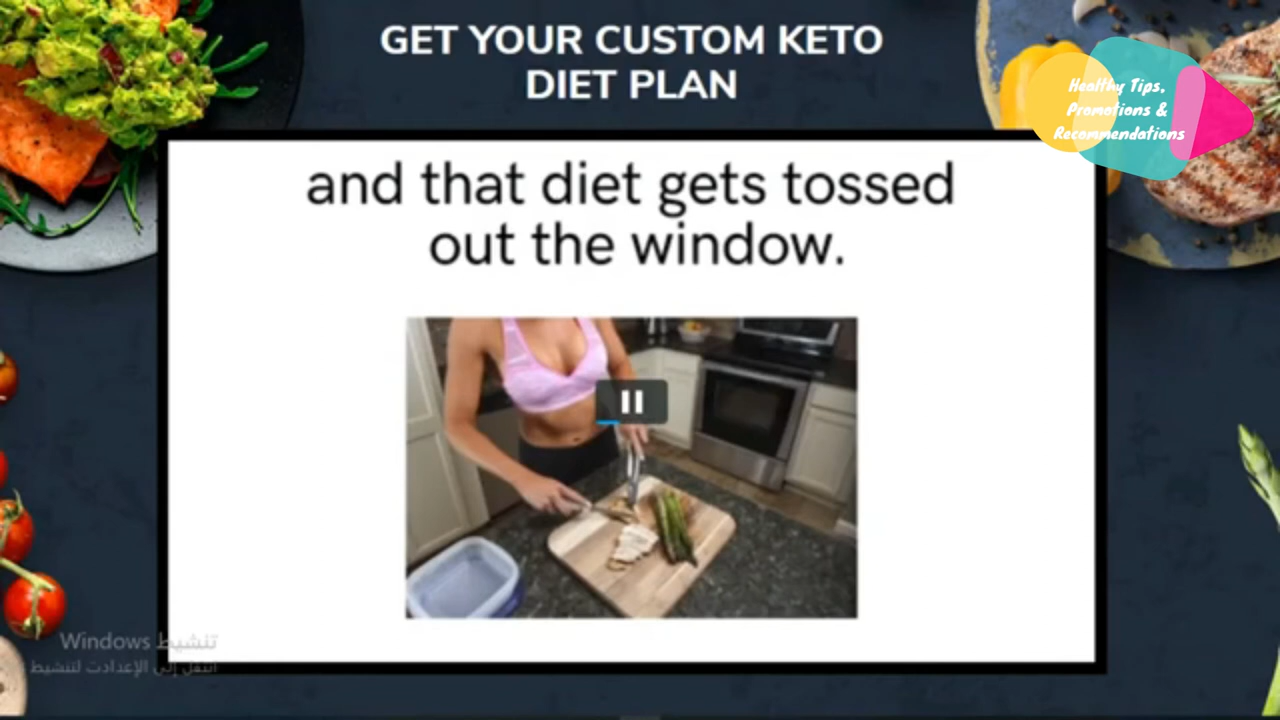 GET YOUR CUSTOM KETO
DIET PLAN
Healthy Tips,
Promotions &
Recommendations
and that diet gets tossed
out the window.
تنشيط Windows
انتقل إلى الإعدادت لتنشيط